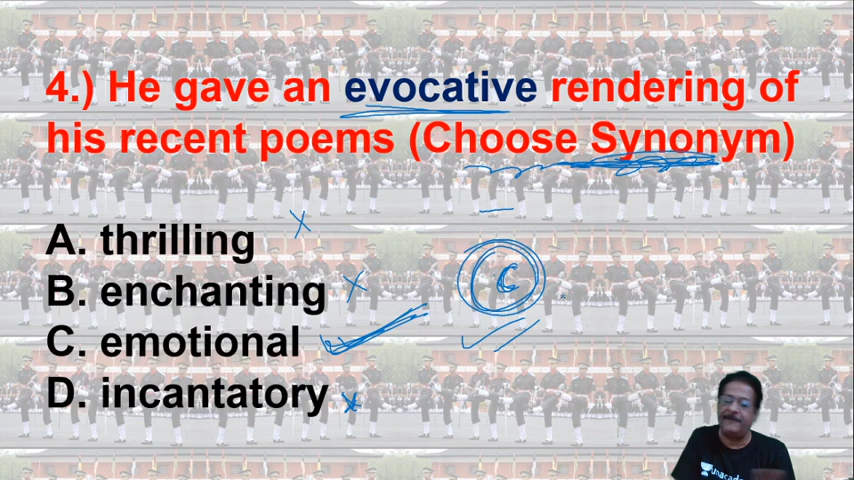 4.) He gave an evocative rendering of
his recent poems (Choose Synonym)
A. thrilling
B. enchanting
C. emotional
D. incantatory
C